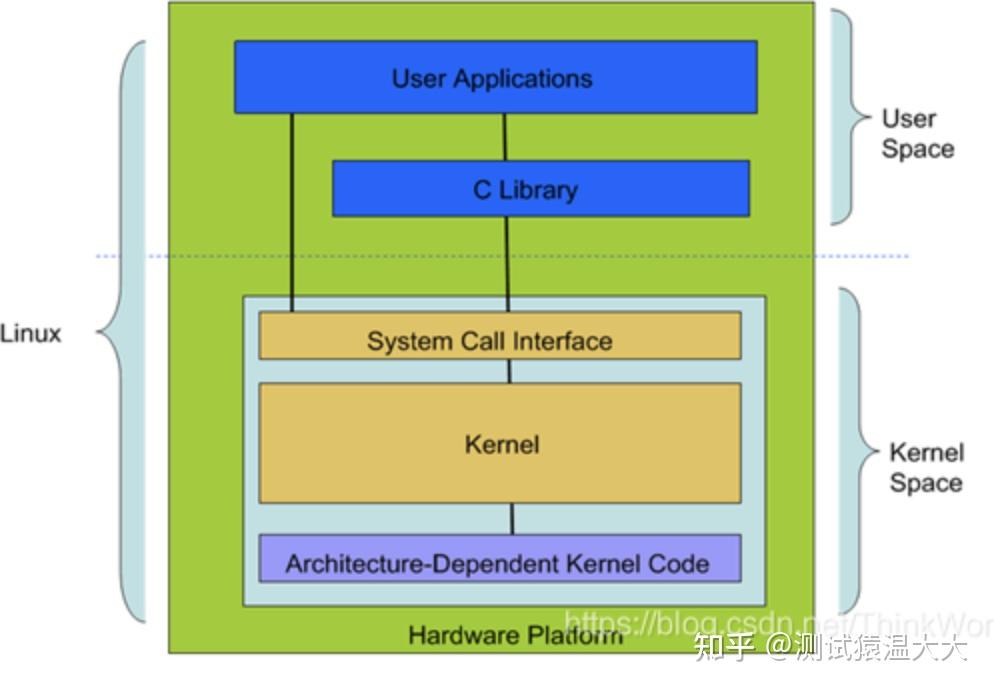 User Applications
User
Space
C Library
Linux
System Call Interface
Kernel
Kernel
Space
Architecture-Dependent Kernel Code
https://blog.csdn.net/ThinkWor
Hardware Platform
知乎 @测试猿温大大